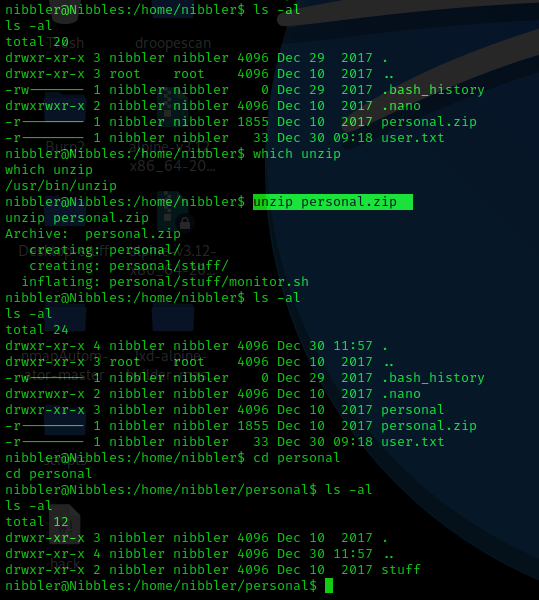 nibbler@Nibbles:/home/nibbler$ ls -al
ls -al
total 20
drwxr-xr-x 3 nibbler nibbler 4096 Dec 29  2017 .
drwxr-xr-x 3 root    root    4096 Dec 10  2017 ..
-rw------- 1 nibbler nibbler    0 Dec 29  2017 .bash_history
drwxrwxr-x 2 nibbler nibbler 4096 Dec 10  2017 .nano
-r-------- 1 nibbler nibbler 1855 Dec 10  2017 personal.zip
-r-------- 1 nibbler nibbler   33 Dec 30 09:18 user.txt
nibbler@Nibbles:/home/nibbler$ which unzip
which unzip
/usr/bin/unzip
nibbler@Nibbles:/home/nibbler$ unzip personal.zip
unzip personal.zip
Archive:  personal.zip
   creating: personal/
   creating: personal/stuff/
  inflating: personal/stuff/monitor.sh
nibbler@Nibbles:/home/nibbler$ ls -al
ls -al
total 24
drwxr-xr-x 4 nibbler nibbler 4096 Dec 30 11:57 .
drwxr-xr-x 3 root    root    4096 Dec 10  2017 ..
-rw------- 1 nibbler nibbler    0 Dec 29  2017 .bash_history
drwxrwxr-x 2 nibbler nibbler 4096 Dec 10  2017 .nano
drwxr-xr-x 3 nibbler nibbler 4096 Dec 10  2017 personal
-r-------- 1 nibbler nibbler 1855 Dec 10  2017 personal.zip
-r-------- 1 nibbler nibbler   33 Dec 30 09:18 user.txt
nibbler@Nibbles:/home/nibbler$ cd personal
cd personal
nibbler@Nibbles:/home/nibbler/personal$ ls -al
ls -al
total 12
drwxr-xr-x 3 nibbler nibbler 4096 Dec 10  2017 .
drwxr-xr-x 4 nibbler nibbler 4096 Dec 30 11:57 ..
drwxr-xr-x 2 nibbler nibbler 4096 Dec 10  2017 stuff
nibbler@Nibbles:/home/nibbler/personal$
droopescan
x86_64-20...